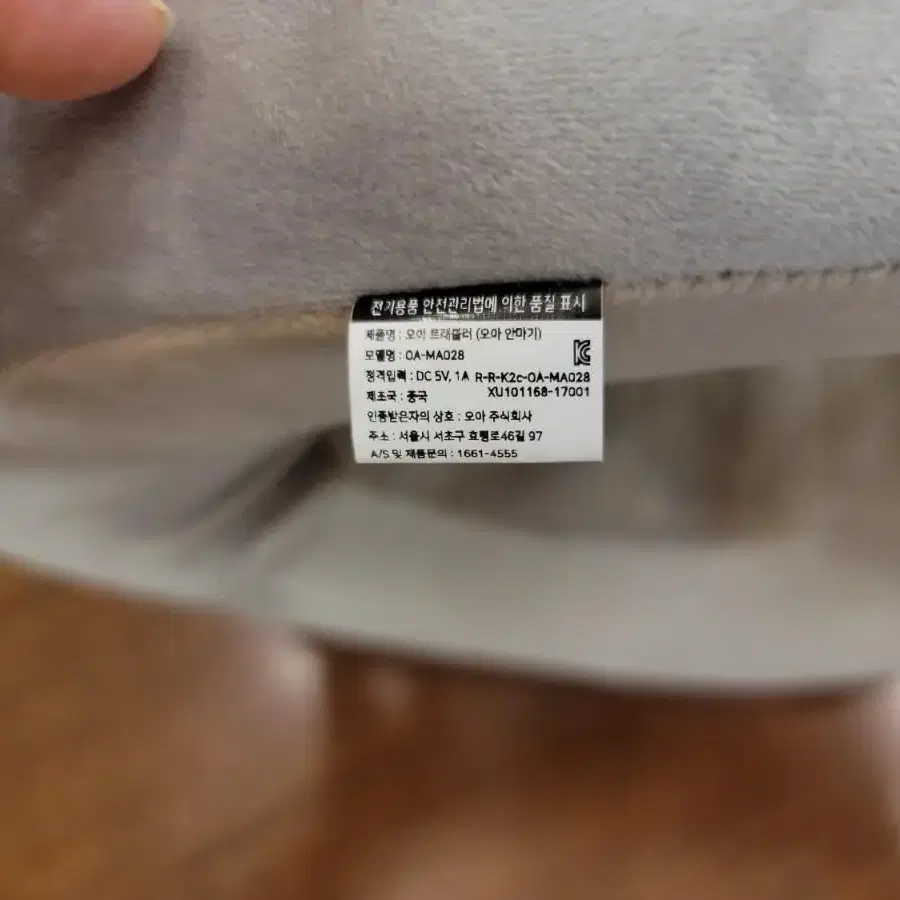 전기용품 안전관리법에 의한 품질 표시
제품명 : 오아 트래블러 (오아 안마기)
모델명 : OA-MA028
정격입력 : DC 5V, 1A R-R-K2c-OA-MA028
제조국 : 중국 XU101168-17001
인증받은자의 상호 : 오아 주식회사
주소 : 서울시 서초구 효령로46길 97
A/S 및 제품문의 : 1661-4555